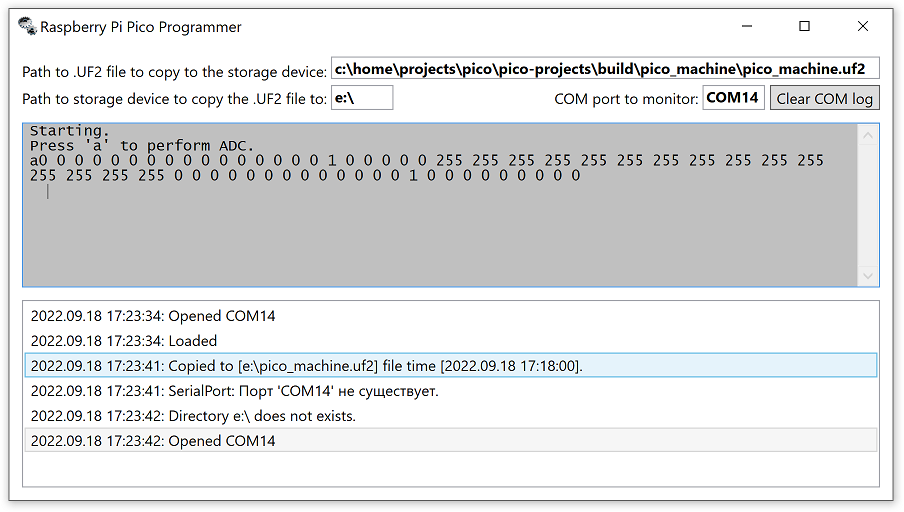 Raspberry Pi Pico Programmer
Path to .UF2 file to copy to the storage device: c:\home\projects\pico\pico-projects\build\pico_machine\pico_machine.uf2
Path to storage device to copy the .UF2 file to: e:\ COM port to monitor: COM14 Clear COM log
Starting.
Press 'a' to perform ADC.
a0 0 0 0 0 0 0 0 0 0 0 0 0 0 0 0 1 0 0 0 0 0 255 255 255 255 255 255 255 255 255 255 255
255 255 255 255 0 0 0 0 0 0 0 0 0 0 0 0 0 1 0 0 0 0 0 0 0 0 0
2022.09.18 17:23:34: Opened COM14
2022.09.18 17:23:34: Loaded
2022.09.18 17:23:41: Copied to [e:\pico_machine.uf2] file time [2022.09.18 17:18:00].
2022.09.18 17:23:41: SerialPort: Порт 'COM14' не существует.
2022.09.18 17:23:42: Directory e:\ does not exists.
2022.09.18 17:23:42: Opened COM14